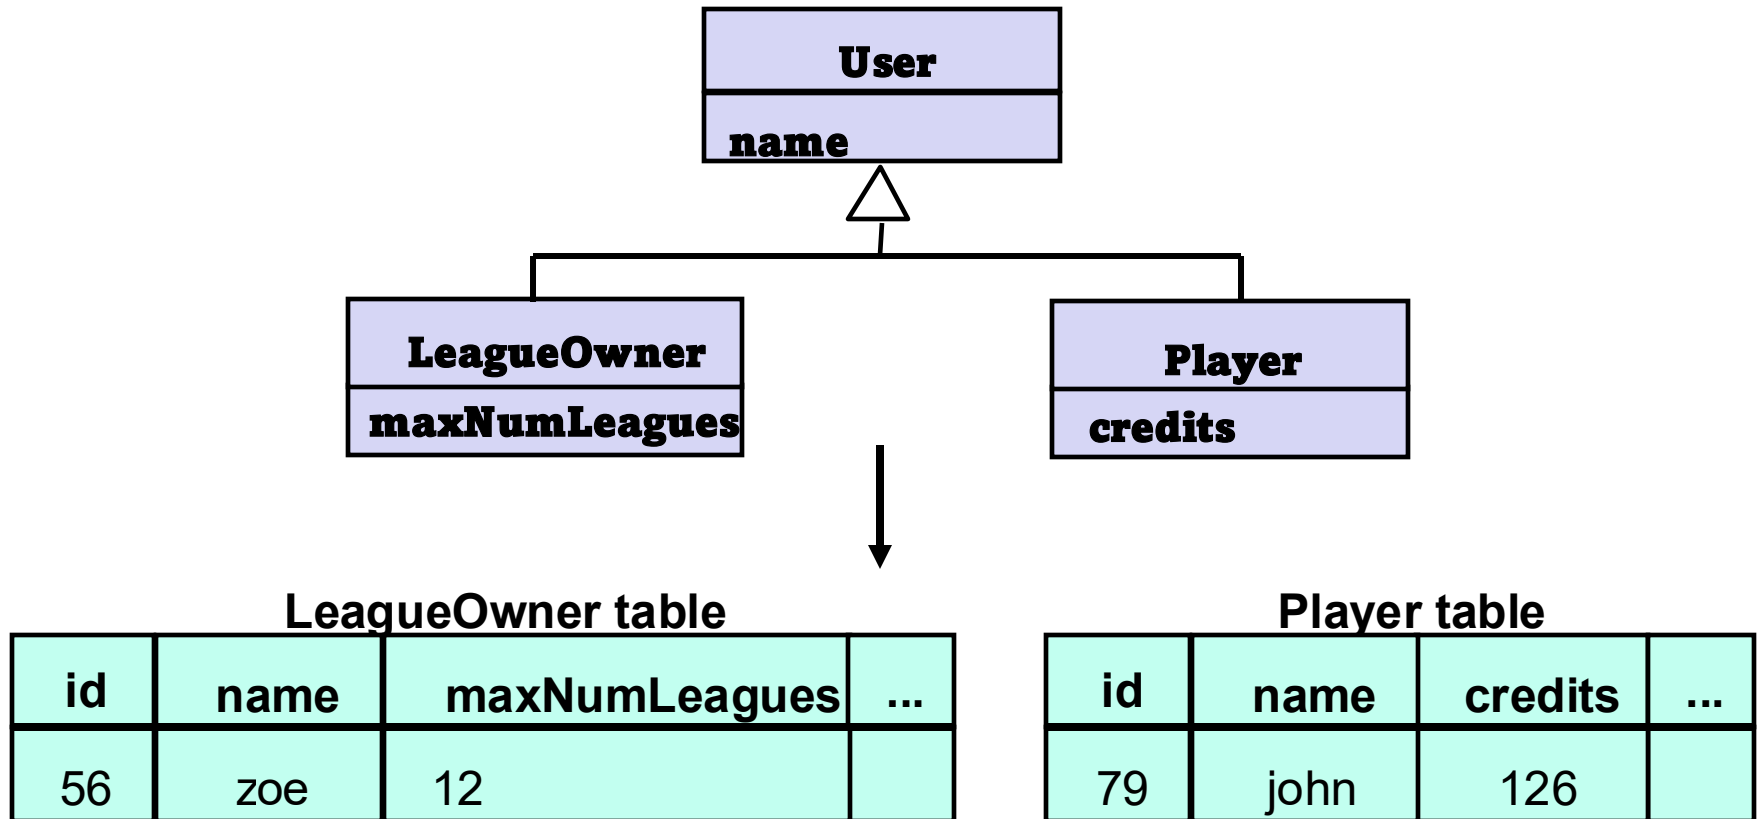 User
name
LeagueOwner
maxNumLeagues
Player
credits
LeagueOwner table
id name maxNumLeagues ...
56 zoe 12
Player table
id name credits ...
79 john 126